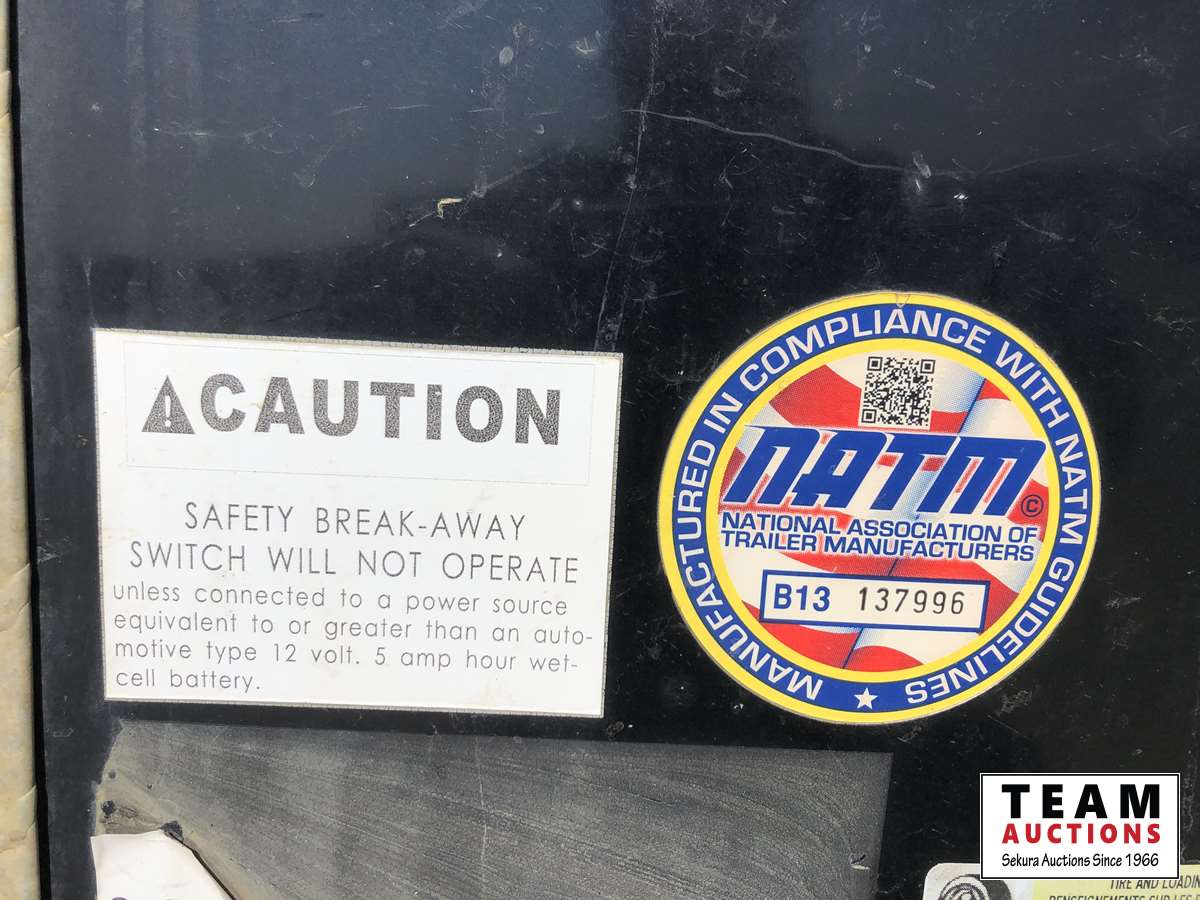 CAUTION
SAFETY BREAK-AWAY
SWITCH WILL NOT OPERATE
unless connected to a power source
equivalent to or greater than an auto-
motive type 12 volt. 5 amp hour wet-
cell battery.
MANUFACTURED IN COMPLIANCE WITH NATM GUIDELINES
NATM ©
NATIONAL ASSOCIATION OF
TRAILER MANUFACTURERS
B13 137996
TEAM
AUCTIONS
Sekura Auctions Since 1966
TIRE AND